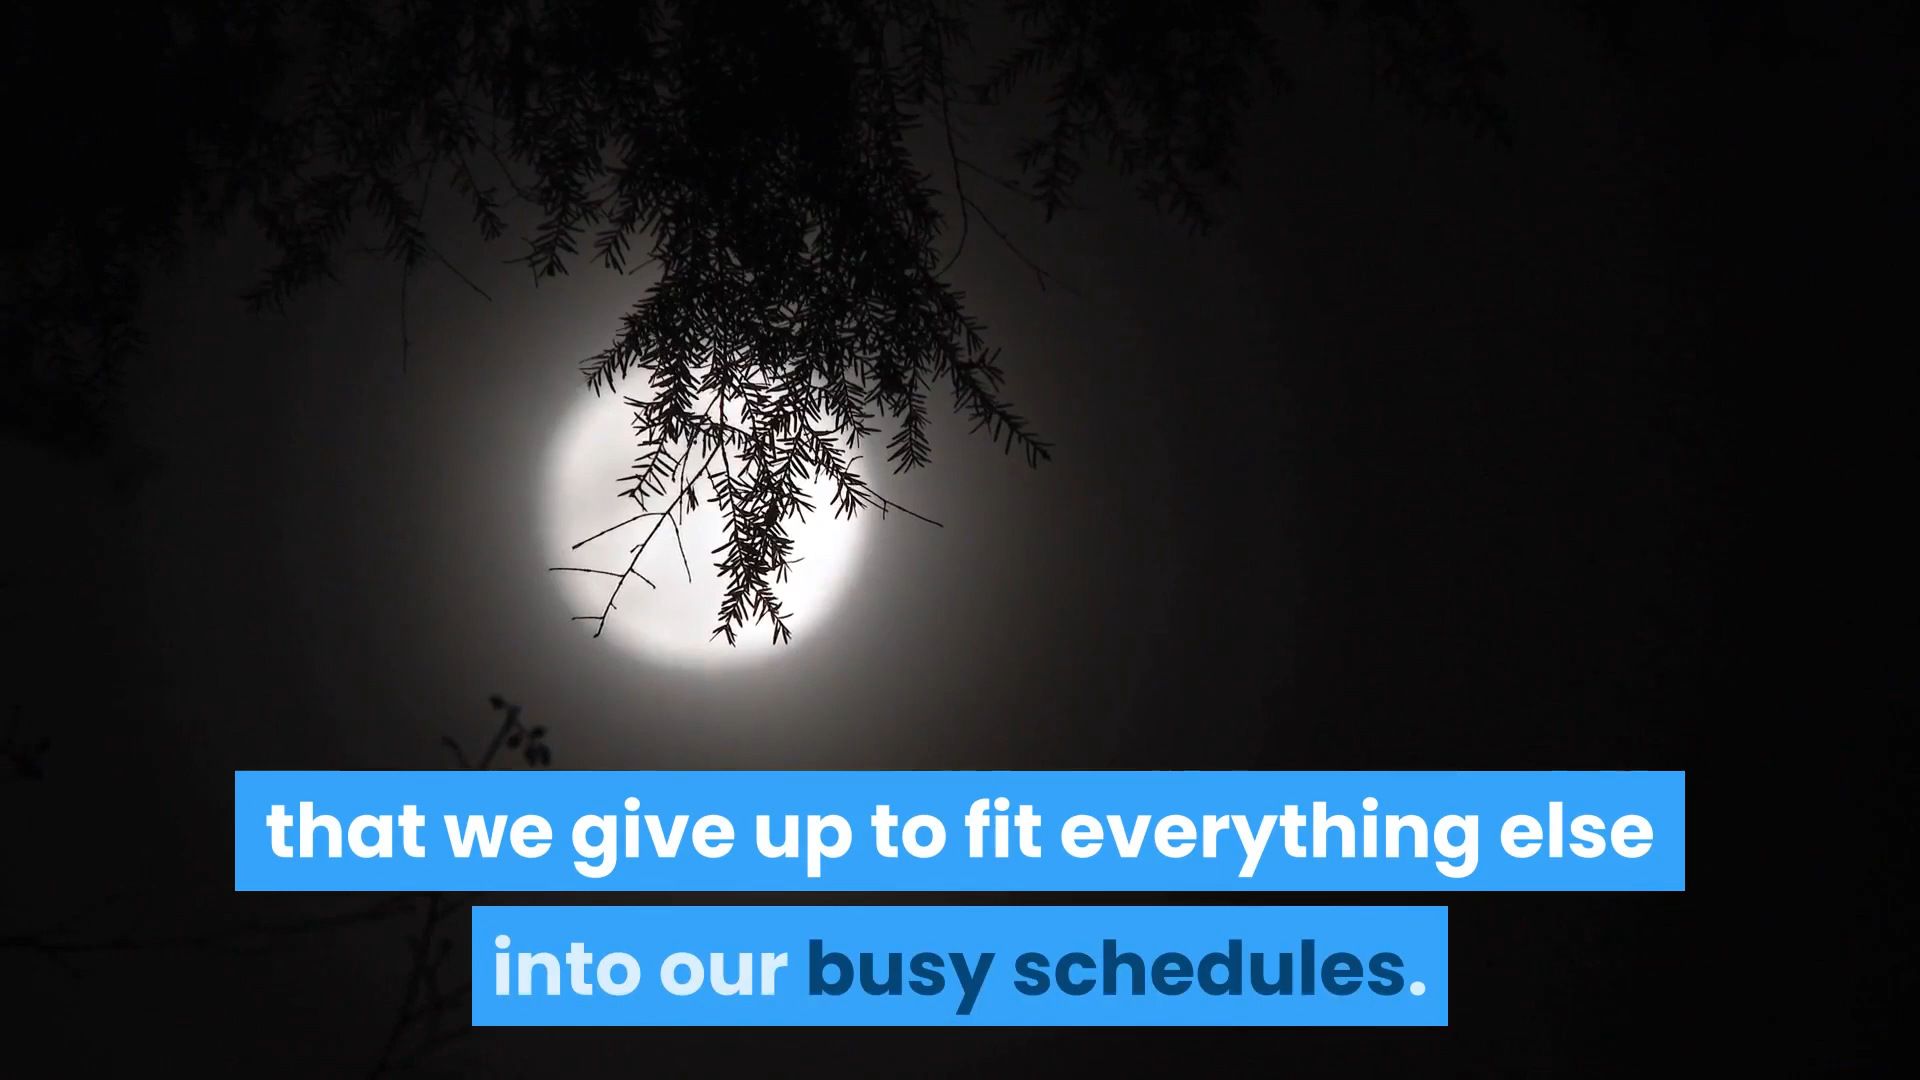 that we give up to fit everything else
into our busy schedules.